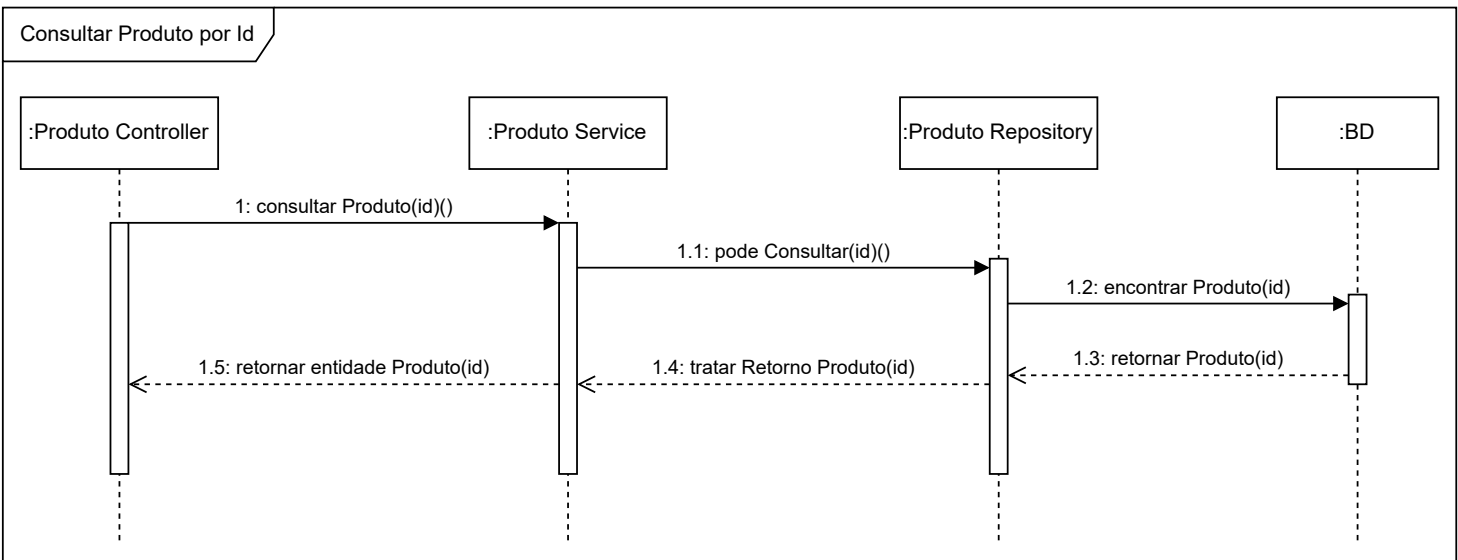 Consultar Produto por Id
:Produto Controller
:Produto Service
:Produto Repository
:BD
1: consultar Produto(id)()
1.1: pode Consultar(id)()
1.2: encontrar Produto(id)
1.3: retornar Produto(id)
1.4: tratar Retorno Produto(id)
1.5: retornar entidade Produto(id)